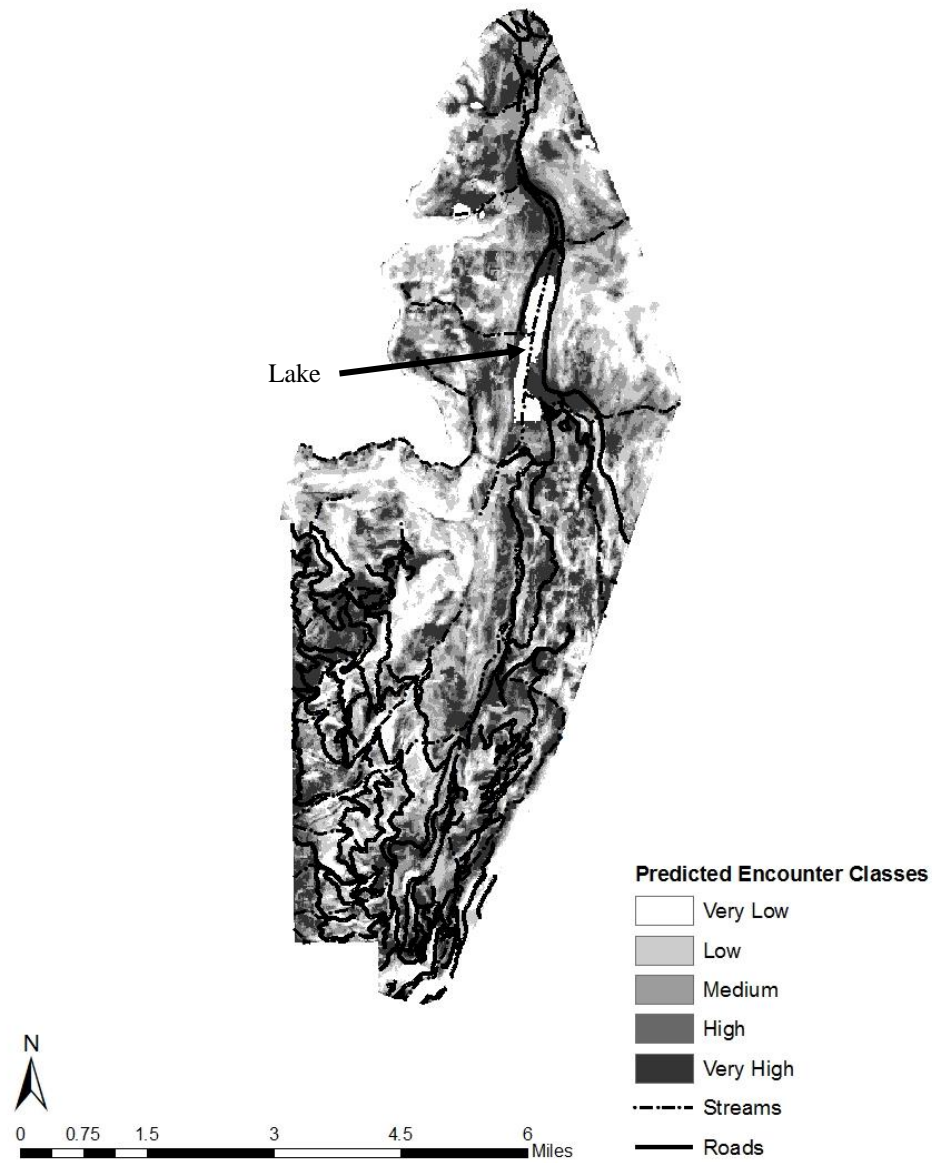 Lake
Predicted Encounter Classes
Very Low
Low
Medium
High
Very High
Streams
Roads
N
0 0.75 1.5 3 4.5 6
Miles